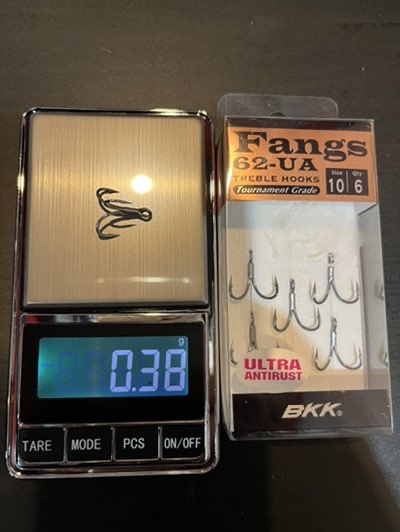 Fangs
62-UA
TREBLE HOOKS
Tournament Grade
Size Qty
10 6
ULTRA
ANTIRUST
BKK®
g
0.38
TARE MODE PCS ON/OFF